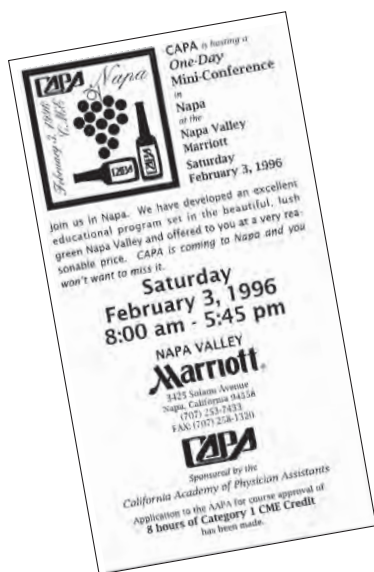 CAPA
Napa
February 3, 1996
CME
CAPA
CAPA
CAPA is hosting a
One-Day
Mini-Conference
in
Napa
at the
Napa Valley
Marriott
Saturday
February 3, 1996
Join us in Napa. We have developed an excellent
educational program set in the beautiful, lush
green Napa Valley and offered to you at a very rea-
sonable price. CAPA is coming to Napa and you
won't want to miss it.
Saturday
February 3, 1996
8:00 am - 5:45 pm
NAPA VALLEY
Marriott
3425 Solano Avenue
Napa, California 94558
(707) 253-7433
FAX: (707) 258-1320
CAPA
Sponsored by the
California Academy of Physician Assistants
Application to the AAPA for course approval of
8 hours of Category 1 CME Credit
has been made.